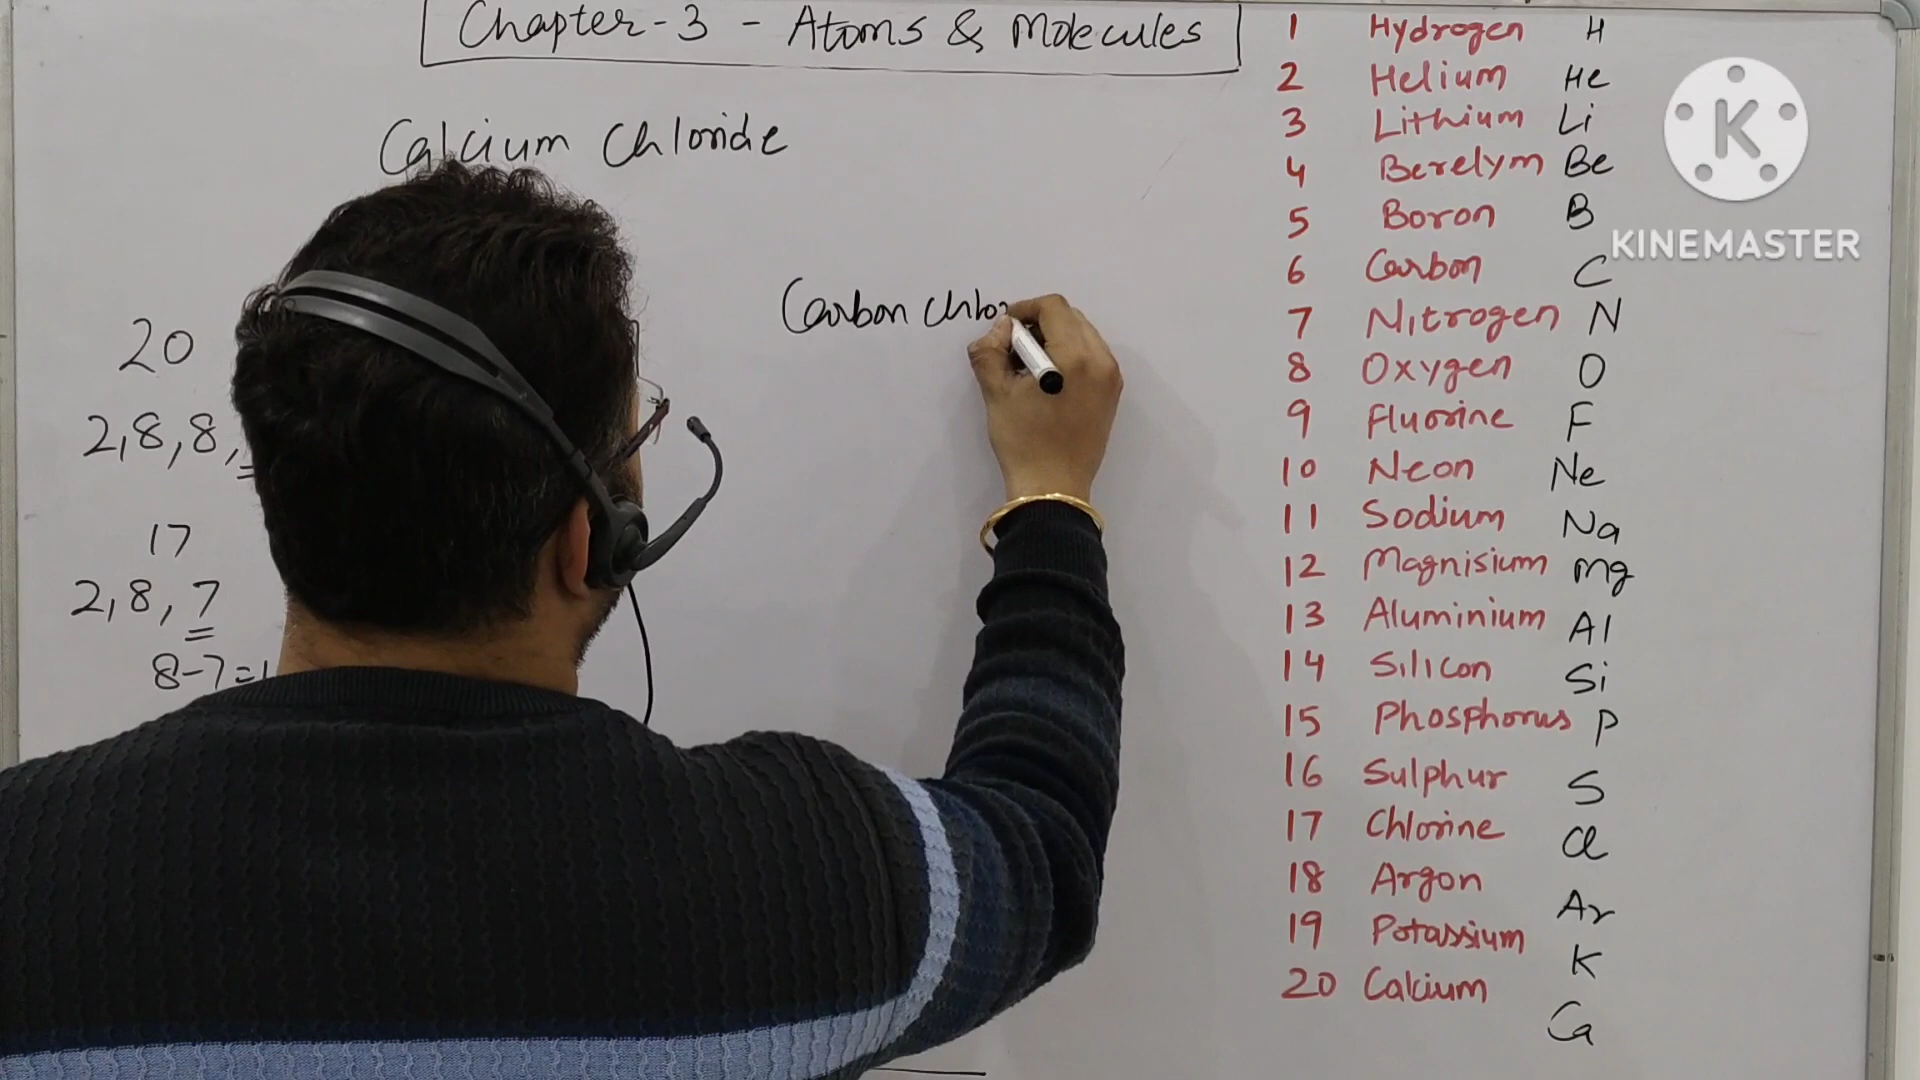 Chapter-3 - Atoms & Molecules
Calcium Chloride
Carbon Chlo
20
2,8,8,
17
2,8,7
8-7=1
1 Hydrogen H
2 Helium He
3 Lithium Li
4 Berelym Be
5 Boron B
6 Carbon C
7 Nitrogen N
8 Oxygen O
9 Fluorine F
10 Neon Ne
11 Sodium Na
12 Magnisium Mg
13 Aluminium Al
14 Silicon Si
15 Phosphorus P
16 Sulphur S
17 Chlorine Cl
18 Argon Ar
19 Potassium K
20 Calcium Ca
K
KINEMASTER